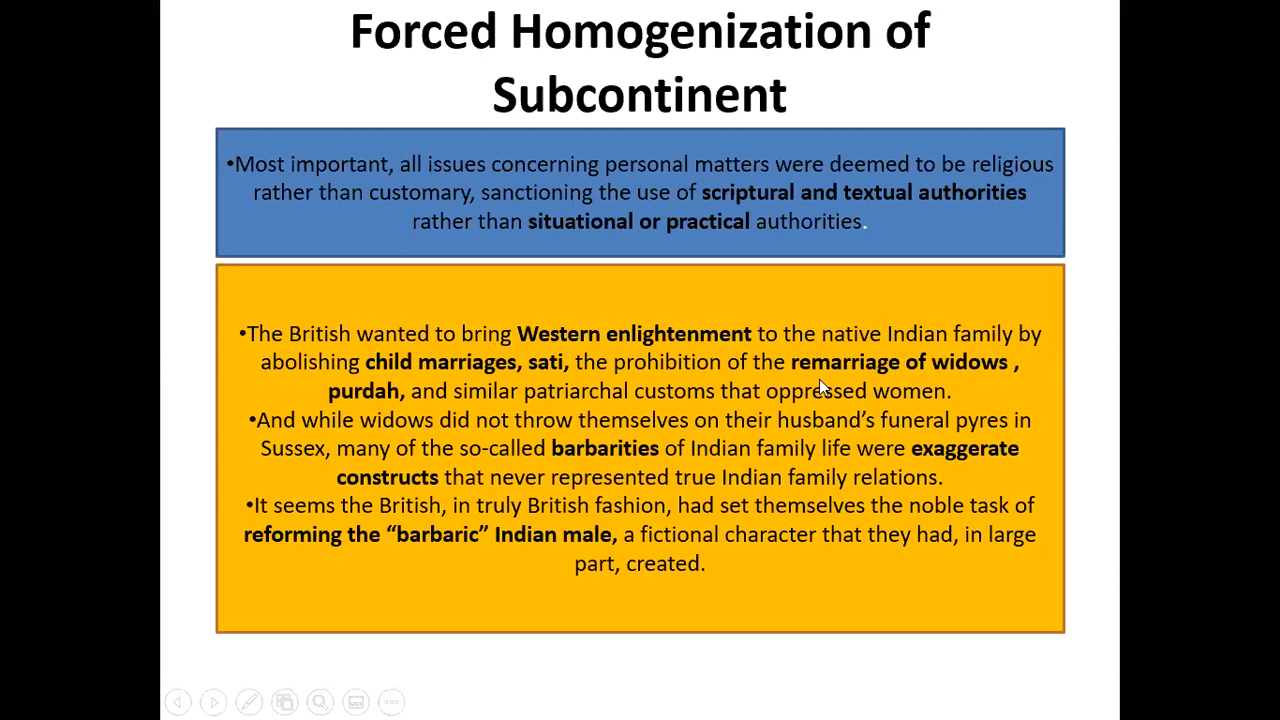 Forced Homogenization of
Subcontinent
•Most important, all issues concerning personal matters were deemed to be religious
rather than customary, sanctioning the use of scriptural and textual authorities
rather than situational or practical authorities.
•The British wanted to bring Western enlightenment to the native Indian family by
abolishing child marriages, sati, the prohibition of the remarriage of widows ,
purdah, and similar patriarchal customs that oppressed women.
•And while widows did not throw themselves on their husband’s funeral pyres in
Sussex, many of the so-called barbarities of Indian family life were exaggerate
constructs that never represented true Indian family relations.
•It seems the British, in truly British fashion, had set themselves the noble task of
reforming the “barbaric” Indian male, a fictional character that they had, in large
part, created.